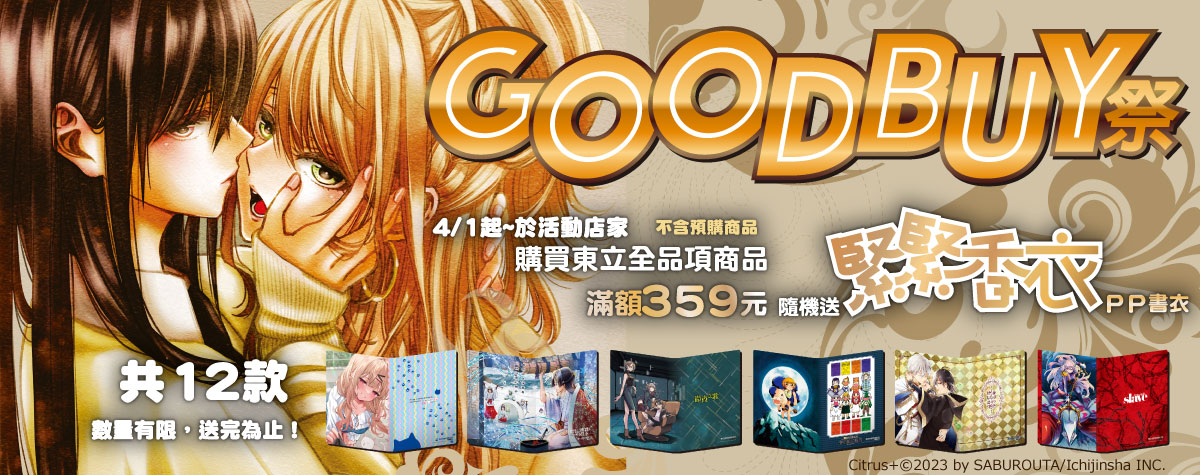 GOODBUY祭
4/1起~於活動店家 不含預購商品
購買東立全品項商品
滿額359元 隨機送 緊緊香衣 PP書衣
共12款
數量有限，送完為止！
slave
Citrus+©2023 by SABUROUTA/Ichijinsha INC.